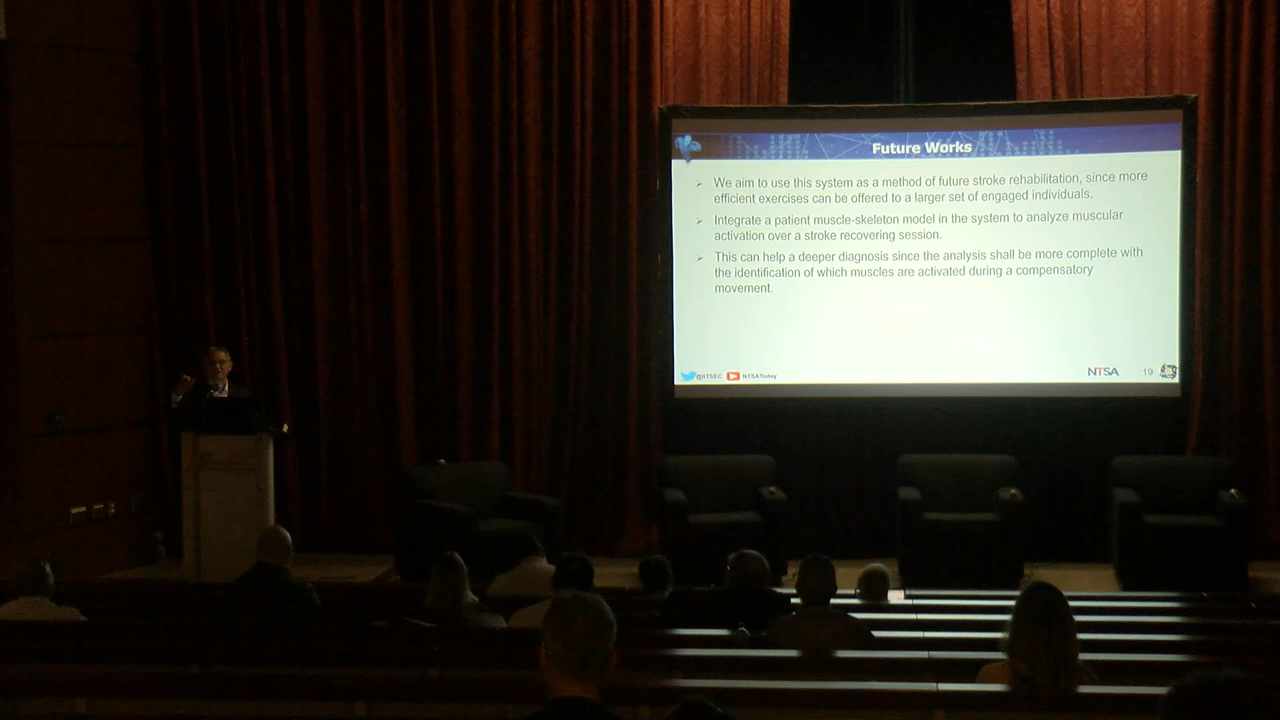 Future Works
➢ We aim to use this system as a method of future stroke rehabilitation, since more
efficient exercises can be offered to a larger set of engaged individuals.
➢ Integrate a patient muscle-skeleton model in the system to analyze muscular
activation over a stroke recovering session.
➢ This can help a deeper diagnosis since the analysis shall be more complete with
the identification of which muscles are activated during a compensatory
movement.
@IITSEC NTSAToday NTSA 19